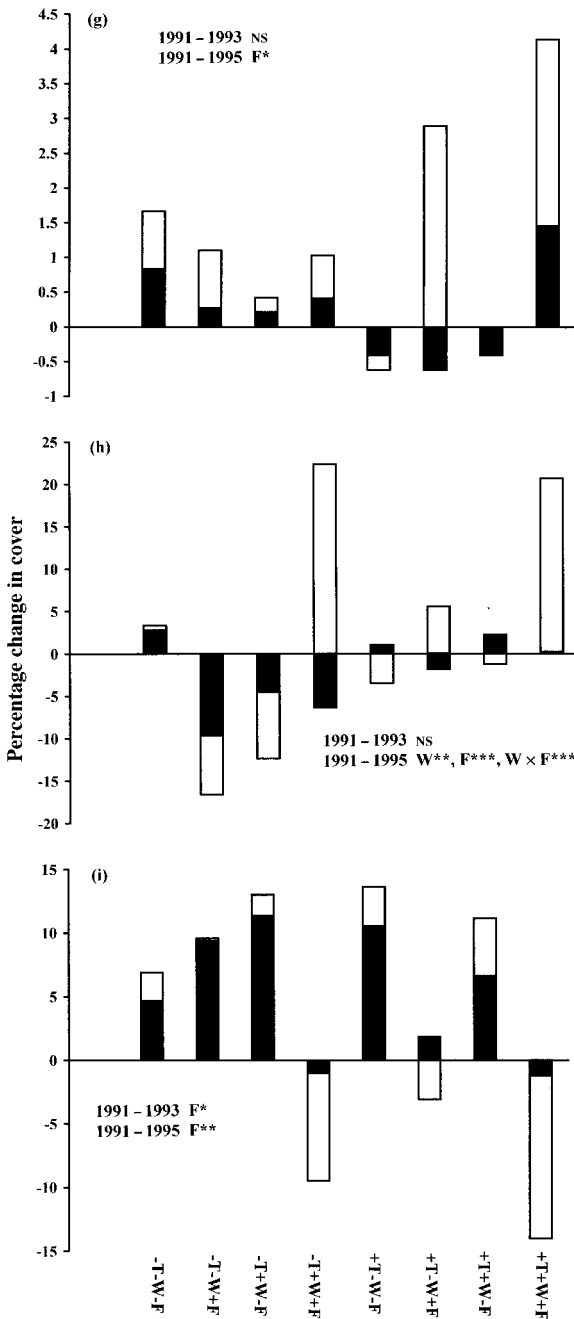 (g)
1991–1993 NS
1991–1995 F*
4.5
4
3.5
3
2.5
2
1.5
1
0.5
0
-0.5
-1
(h)
25
20
15
10
5
0
-5
-10
-15
-20
1991–1993 NS
1991–1995 W**, F***, W × F***
Percentage change in cover
(i)
15
10
5
0
-5
-10
-15
1991–1993 F*
1991–1995 F**
-T-W-F
-T-W+F
-T+W-F
-T+W+F
+T-W-F
+T-W+F
+T+W-F
+T+W+F